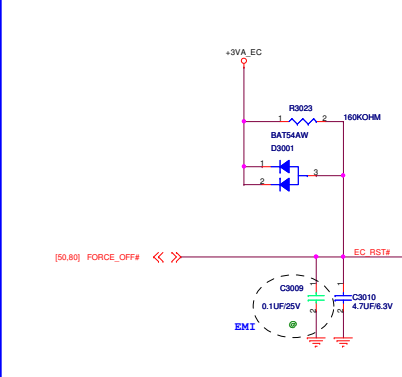 +3VA_EC
R3023
1 2 160KOHM
BAT54AW
D3001
1
3
2
[50,80] FORCE_OFF# EC_RST#
1 1
C3009 C3010
0.1UF/25V 4.7UF/6.3V
2 2
EMI @